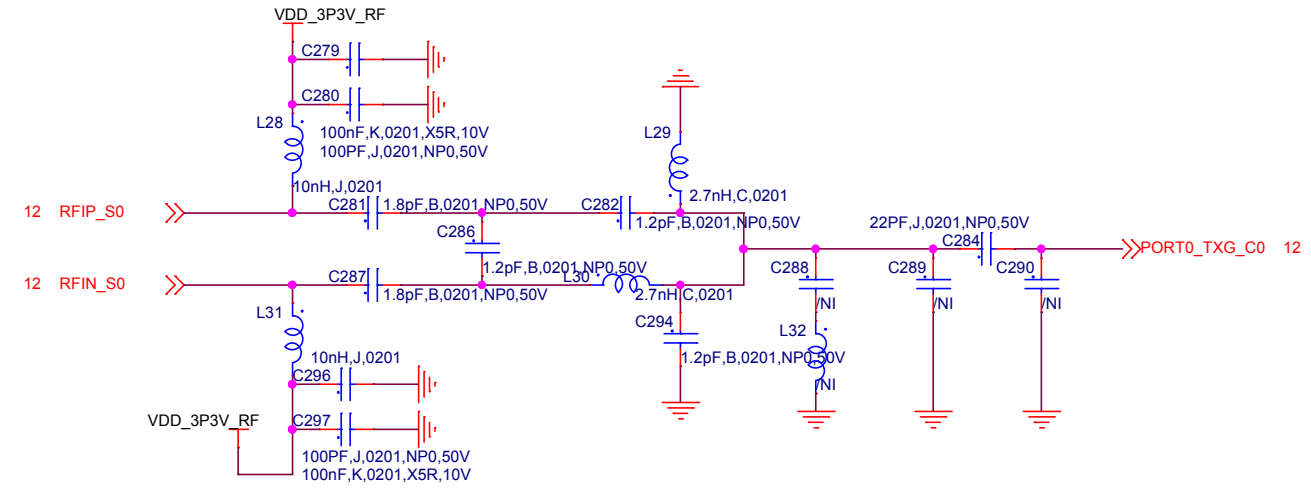 VDD_3P3V_RF
C279
C280
L28
100nF,K,0201,X5R,10V
100PF,J,0201,NP0,50V
L29
10nH,J,0201
2.7nH,C,0201
12 RFIP_S0
C281
1.8pF,B,0201,NP0,50V
C282
1.2pF,B,0201,NP0,50V
22PF,J,0201,NP0,50V
C286
C284
PORT0_TXG_C0 12
1.2pF,B,0201,NP0,50V
C288
C289
C290
12 RFIN_S0
C287
1.8pF,B,0201,NP0,50V
L30
2.7nH,C,0201
/NI
/NI
/NI
L31
C294
L32
10nH,J,0201
1.2pF,B,0201,NP0,50V
C296
/NI
VDD_3P3V_RF
C297
100PF,J,0201,NP0,50V
100nF,K,0201,X5R,10V